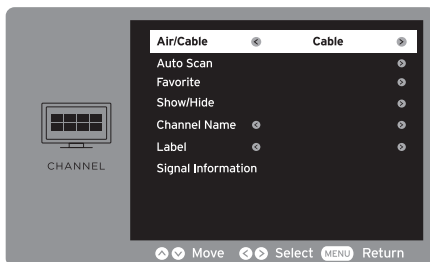 Air/Cable Cable
Auto Scan
Favorite
Show/Hide
Channel Name
Label
Signal Information
CHANNEL
Move Select MENU Return